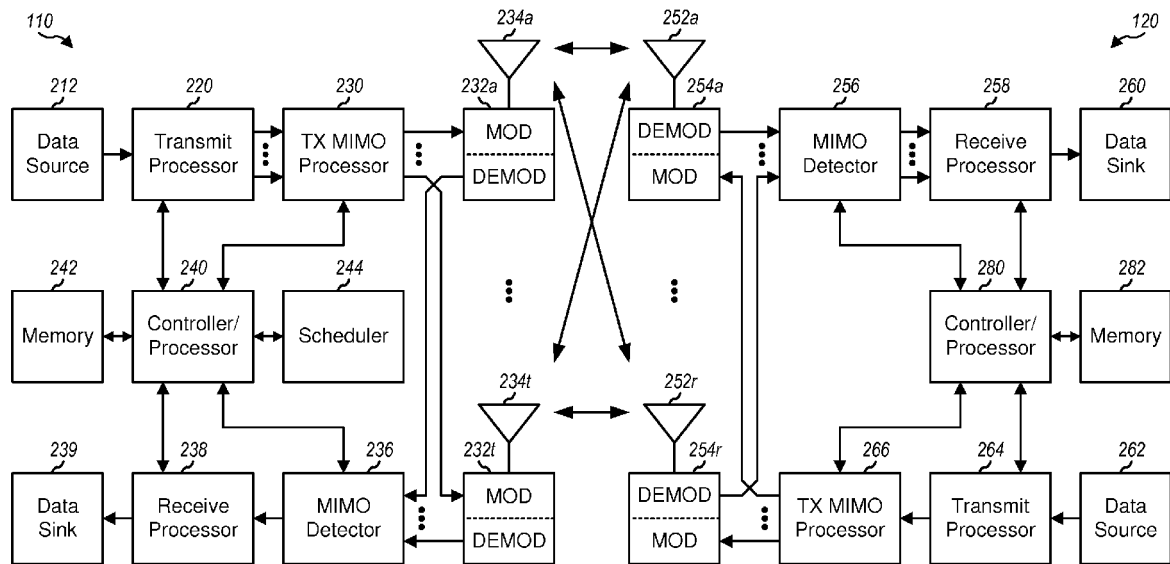 110
234a
252a
120
212
220
230
232a
254a
256
258
260
Data
Source
Transmit
Processor
TX MIMO
Processor
MOD
DEMOD
DEMOD
MOD
MIMO
Detector
Receive
Processor
Data
Sink
242
240
244
280
282
Memory
Controller/
Processor
Scheduler
Controller/
Processor
Memory
234t
252r
239
238
236
232t
254r
266
264
262
Data
Sink
Receive
Processor
MIMO
Detector
MOD
DEMOD
DEMOD
MOD
TX MIMO
Processor
Transmit
Processor
Data
Source